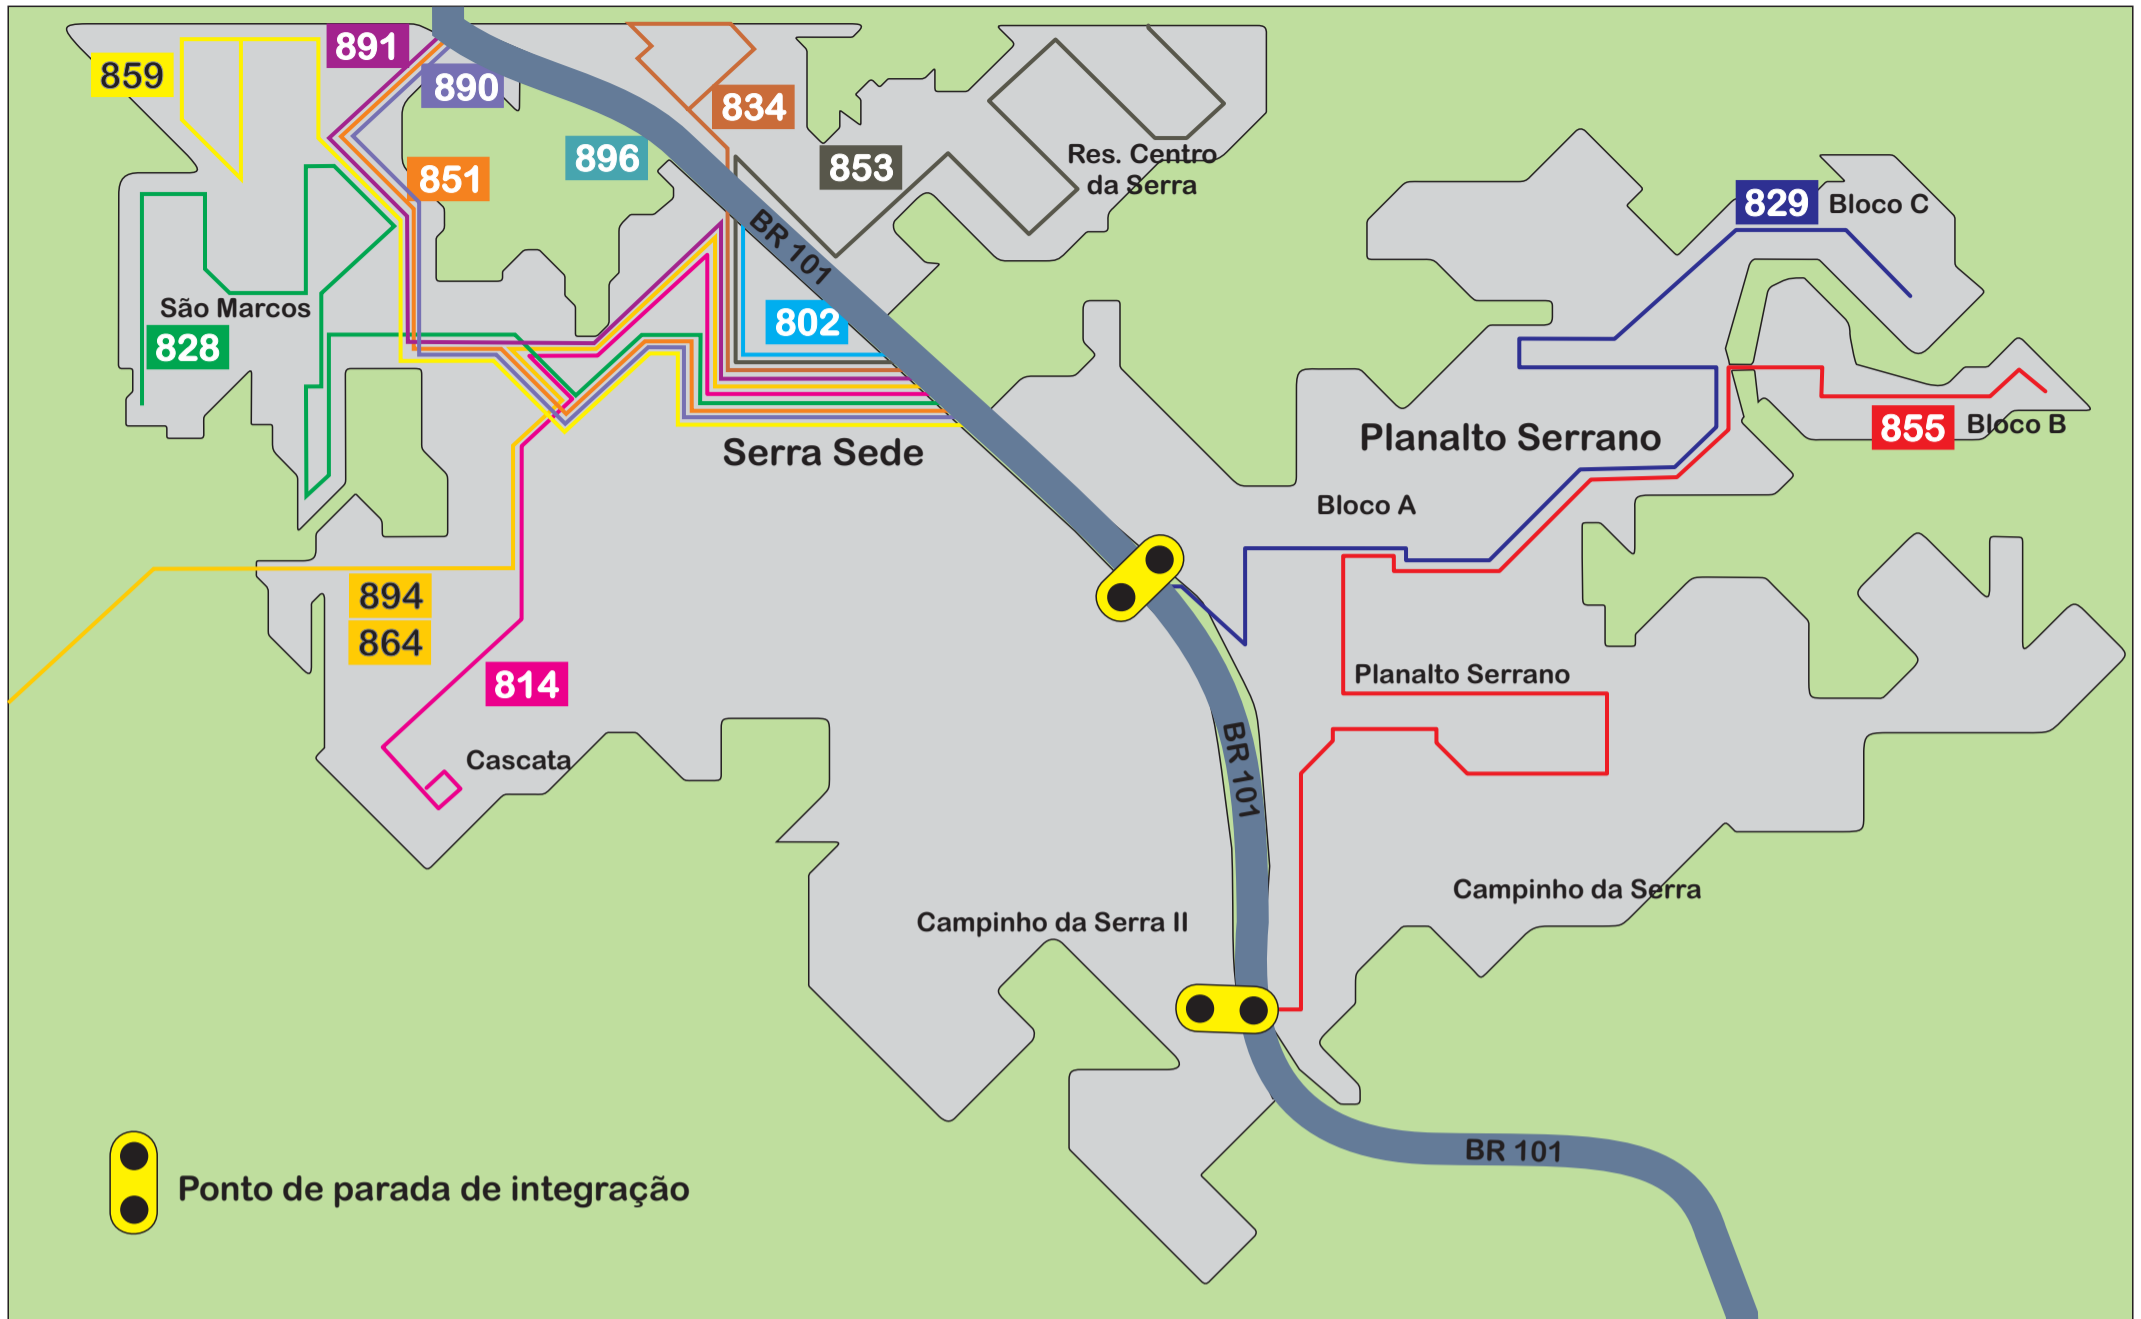 891
859
890
834
896
853
Res. Centro
da Serra
851
829
Bloco C
BR 101
São Marcos
802
828
855
Bloco B
Planalto Serrano
Serra Sede
Bloco A
894
864
814
Planalto Serrano
Cascata
BR 101
Campinho da Serra
Campinho da Serra II
BR 101
Ponto de parada de integração